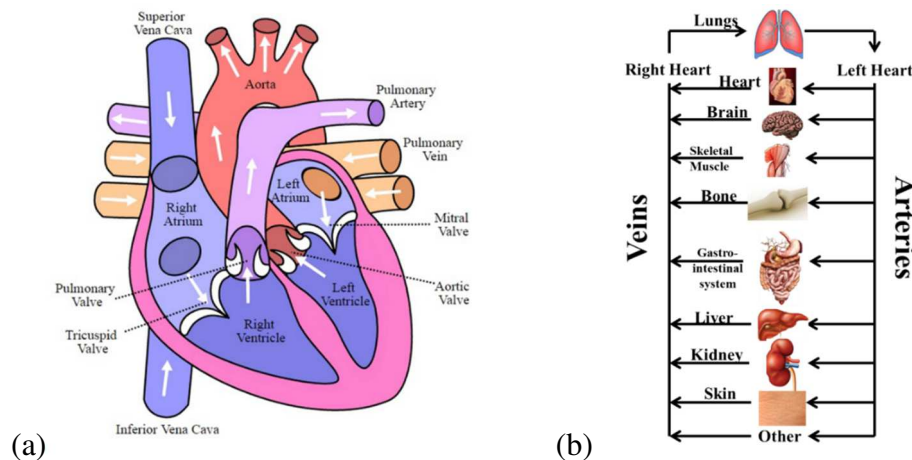 Superior
Vena Cava
Aorta
Pulmonary
Artery
Pulmonary
Vein
Left
Atrium
Right
Atrium
Mitral
Valve
Pulmonary
Valve
Aortic
Valve
Left
Ventricle
Tricuspid
Valve
Right
Ventricle
Inferior Vena Cava
(a)
Lungs
Right Heart
Left Heart
Heart
Brain
Skeletal
Muscle
Bone
Veins
Arteries
Gastro-
intestinal
system
Liver
Kidney
Skin
Other
(b)